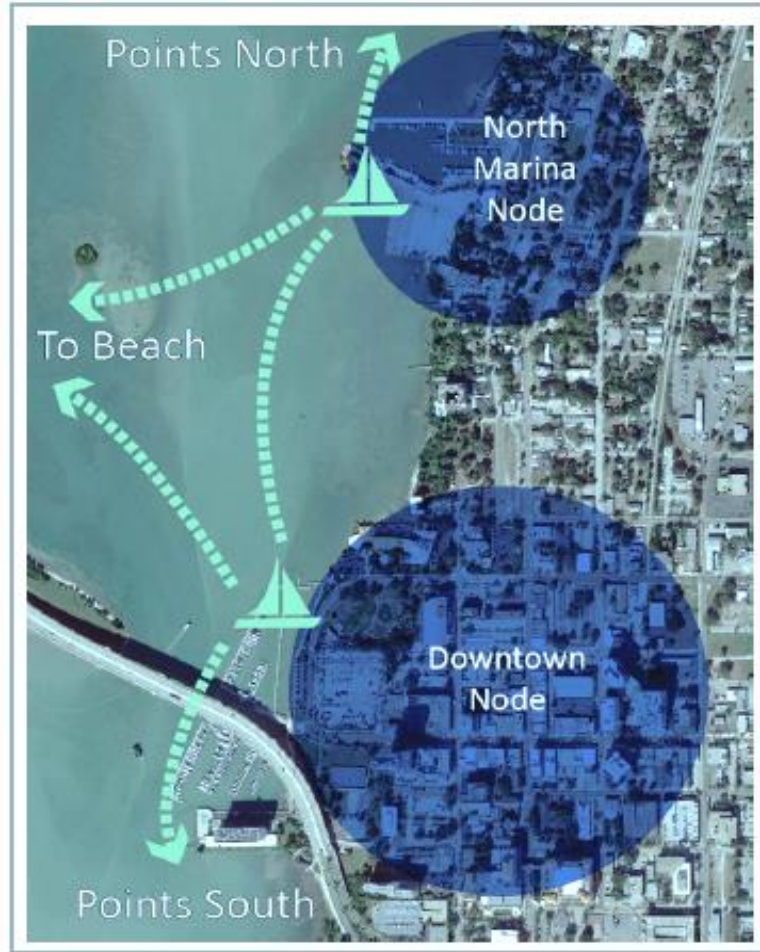 Points North
North
Marina
Node
To Beach
Downtown
Node
Points South